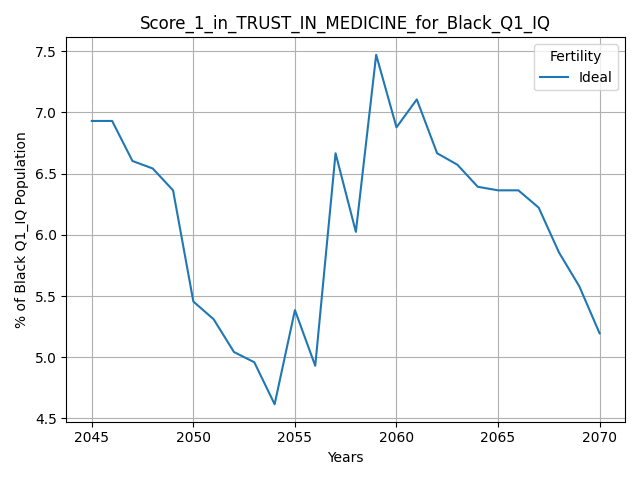 Score_1_in_TRUST_IN_MEDICINE_for_Black_Q1_IQ
Fertility
Ideal
% of Black Q1_IQ Population
7.5
7.0
6.5
6.0
5.5
5.0
4.5
2045 2050 2055 2060 2065 2070
Years